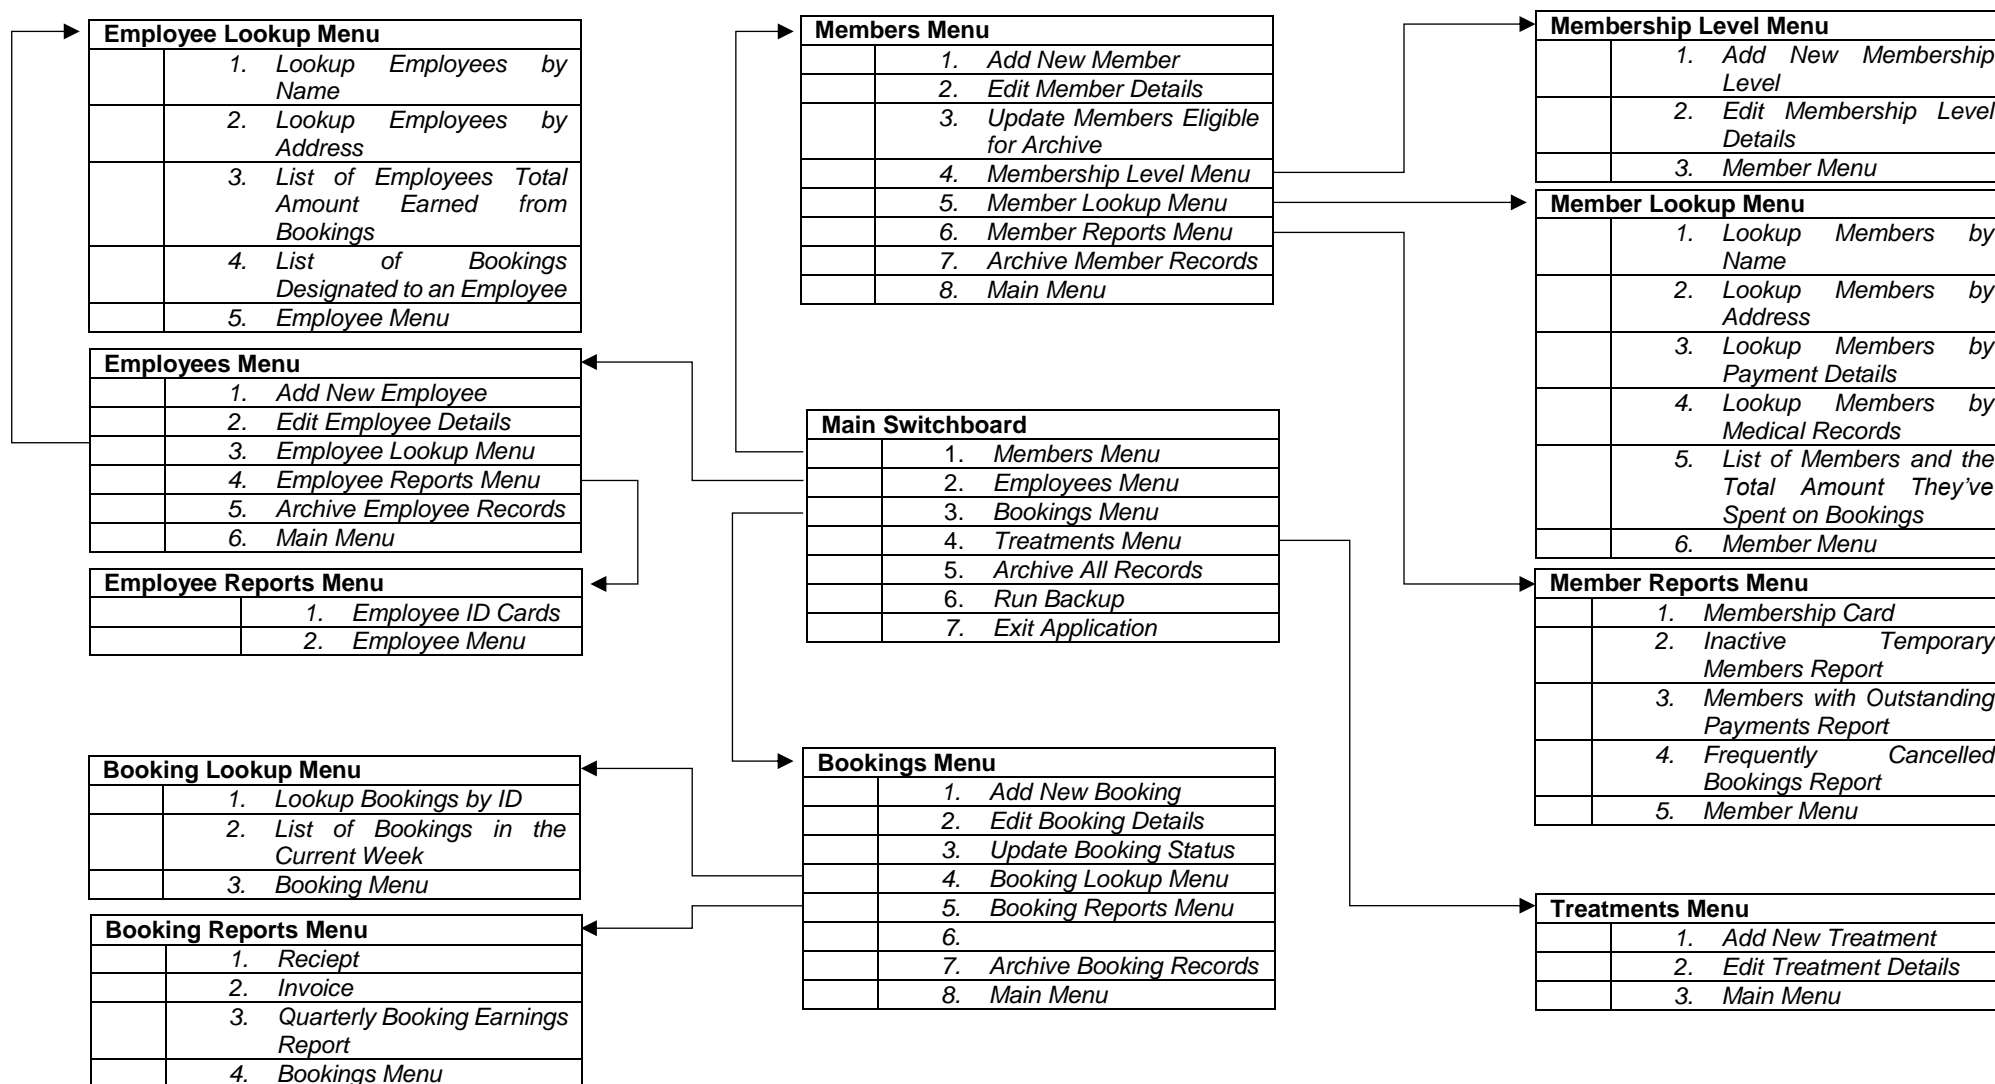 Employee Lookup Menu
1. Lookup Employees by
Name
2. Lookup Employees by
Address
3. List of Employees Total
Amount Earned from
Bookings
4. List of Bookings
Designated to an Employee
5. Employee Menu
Employees Menu
1. Add New Employee
2. Edit Employee Details
3. Employee Lookup Menu
4. Employee Reports Menu
5. Archive Employee Records
6. Main Menu
Employee Reports Menu
1. Employee ID Cards
2. Employee Menu
Booking Lookup Menu
1. Lookup Bookings by ID
2. List of Bookings in the
Current Week
3. Booking Menu
Booking Reports Menu
1. Reciept
2. Invoice
3. Quarterly Booking Earnings
Report
4. Bookings Menu
Members Menu
1. Add New Member
2. Edit Member Details
3. Update Members Eligible
for Archive
4. Membership Level Menu
5. Member Lookup Menu
6. Member Reports Menu
7. Archive Member Records
8. Main Menu
Main Switchboard
1. Members Menu
2. Employees Menu
3. Bookings Menu
4. Treatments Menu
5. Archive All Records
6. Run Backup
7. Exit Application
Bookings Menu
1. Add New Booking
2. Edit Booking Details
3. Update Booking Status
4. Booking Lookup Menu
5. Booking Reports Menu
6.
7. Archive Booking Records
8. Main Menu
Membership Level Menu
1. Add New Membership
Level
2. Edit Membership Level
Details
3. Member Menu
Member Lookup Menu
1. Lookup Members by
Name
2. Lookup Members by
Address
3. Lookup Members by
Payment Details
4. Lookup Members by
Medical Records
5. List of Members and the
Total Amount They've
Spent on Bookings
6. Member Menu
Member Reports Menu
1. Membership Card
2. Inactive Temporary
Members Report
3. Members with Outstanding
Payments Report
4. Frequently Cancelled
Bookings Report
5. Member Menu
Treatments Menu
1. Add New Treatment
2. Edit Treatment Details
3. Main Menu